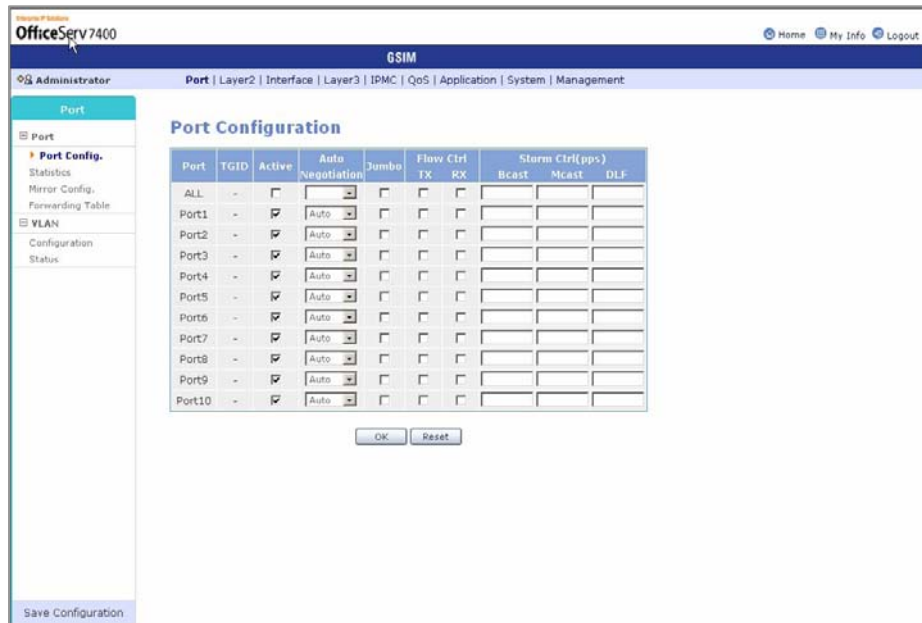 Enterprise IP Solutions
OfficeServ 7400
Home My Info Logout
GSIM
Administrator
Port | Layer2 | Interface | Layer3 | IPMC | QoS | Application | System | Management
Port
Port
Port Config.
Statistics
Mirror Config.
Forwarding Table
VLAN
Configuration
Status
Save Configuration
Port Configuration
Port TGID Active Auto Negotiation Jumbo Flow Ctrl Storm Ctrl(pps)
TX RX Bcast Mcast DLF
ALL -
Port1 - Auto
Port2 - Auto
Port3 - Auto
Port4 - Auto
Port5 - Auto
Port6 - Auto
Port7 - Auto
Port8 - Auto
Port9 - Auto
Port10 - Auto
OK Reset